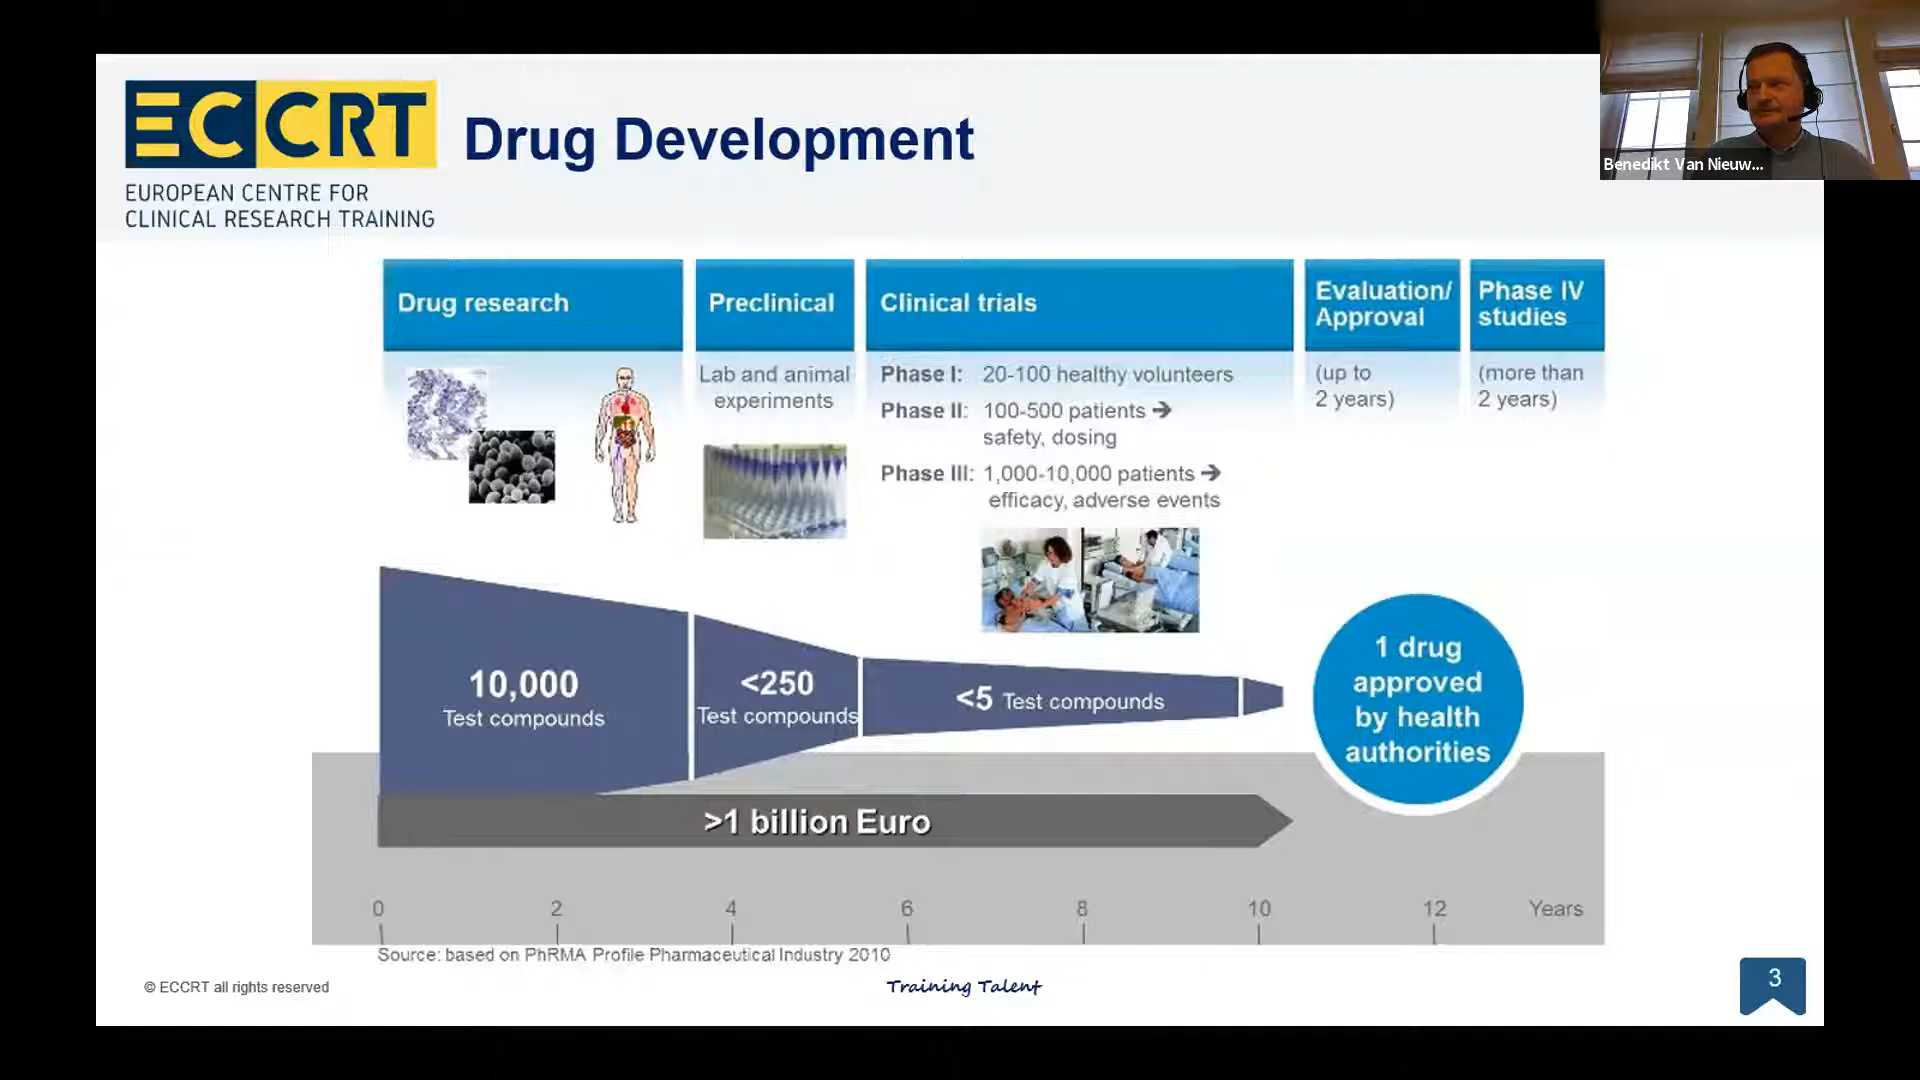 ECCRT
EUROPEAN CENTRE FOR
CLINICAL RESEARCH TRAINING
Drug Development
Benedikt Van Nieuw...
Drug research
Preclinical
Lab and animal
experiments
Clinical trials
Phase I: 20-100 healthy volunteers
Phase II: 100-500 patients ➔
safety, dosing
Phase III: 1,000-10,000 patients ➔
efficacy, adverse events
Evaluation/
Approval
(up to
2 years)
Phase IV
studies
(more than
2 years)
10,000
Test compounds
<250
Test compounds
<5 Test compounds
1 drug
approved
by health
authorities
>1 billion Euro
0 2 4 6 8 10 12 Years
Source: based on PhRMA Profile Pharmaceutical Industry 2010
© ECCRT all rights reserved
Training Talent
3